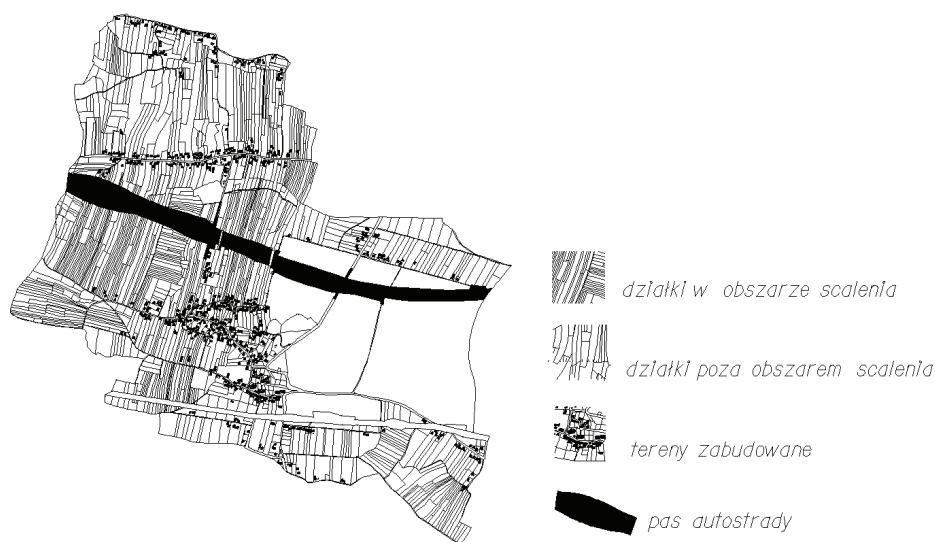 działki w obszarze scalenia
działki poza obszarem scalenia
tereny zabudowane
pas autostrady